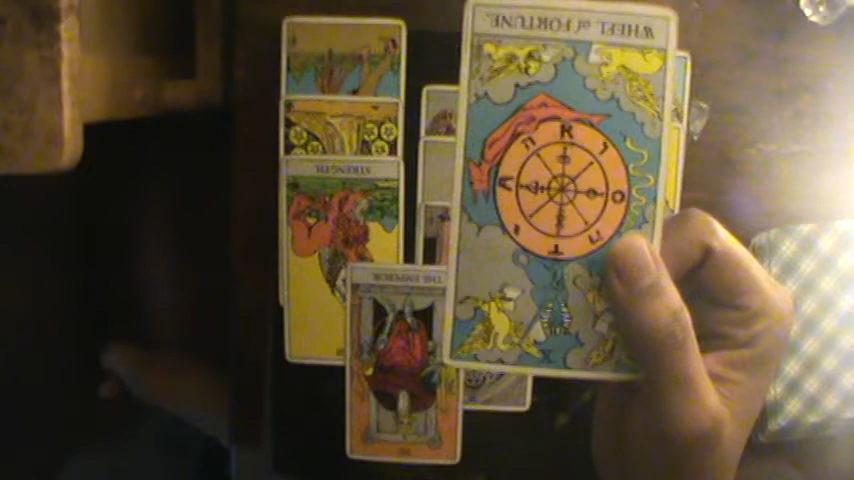 WHEEL of FORTUNE.
STRENGTH.
THE EMPEROR.